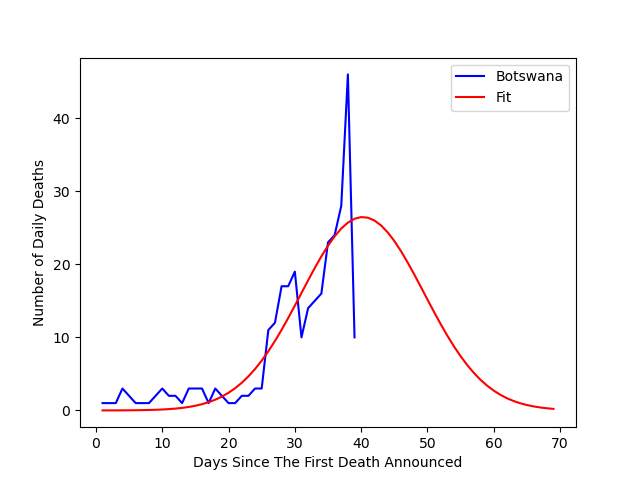 Botswana
Fit
Number of Daily Deaths
40
30
20
10
0
0 10 20 30 40 50 60 70
Days Since The First Death Announced